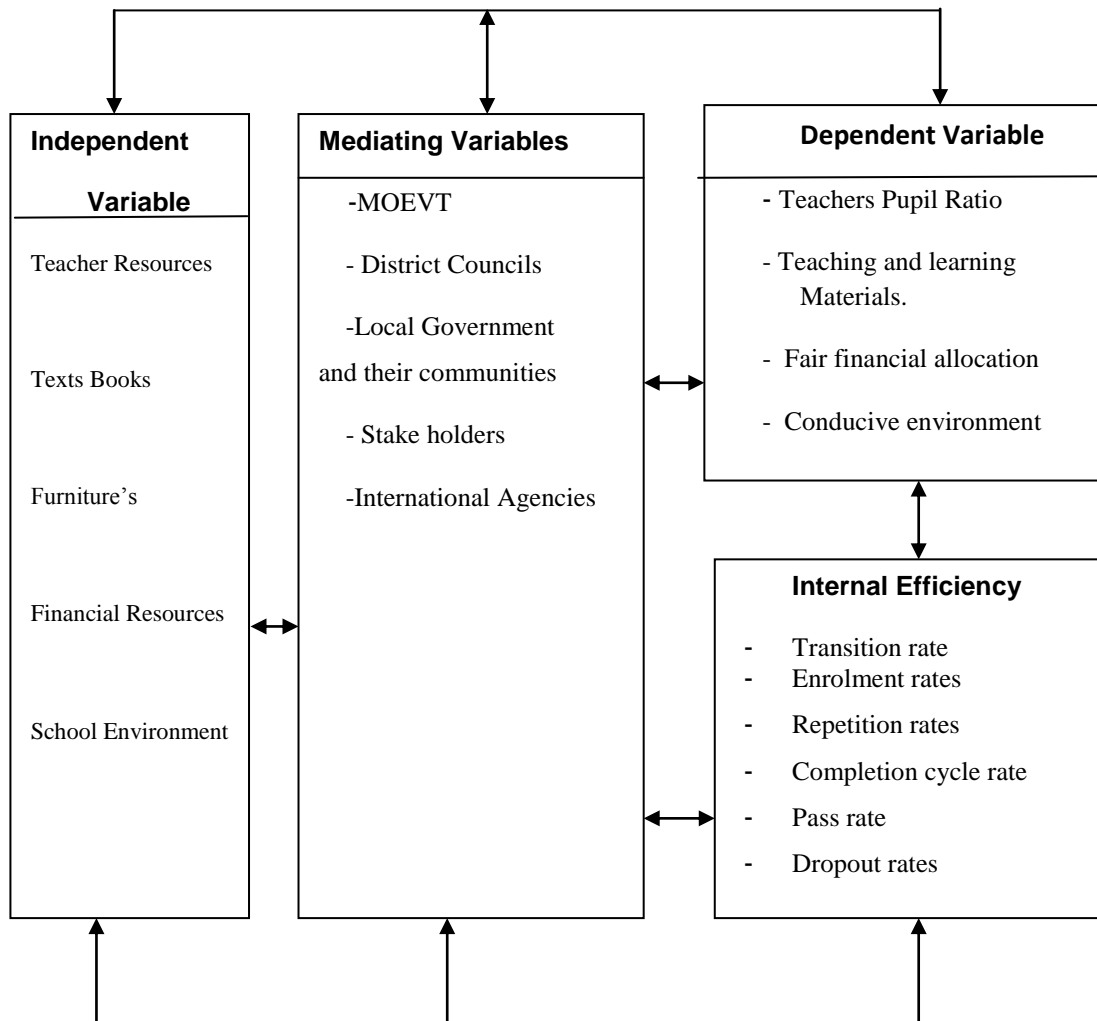 Independent
Variable
Teacher Resources
Texts Books
Furniture’s
Financial Resources
School Environment
Mediating Variables
-MOEVT
- District Councils
-Local Government
and their communities
- Stake holders
-International Agencies
Dependent Variable
- Teachers Pupil Ratio
- Teaching and learning
Materials.
- Fair financial allocation
- Conducive environment
Internal Efficiency
- Transition rate
- Enrolment rates
- Repetition rates
- Completion cycle rate
- Pass rate
- Dropout rates